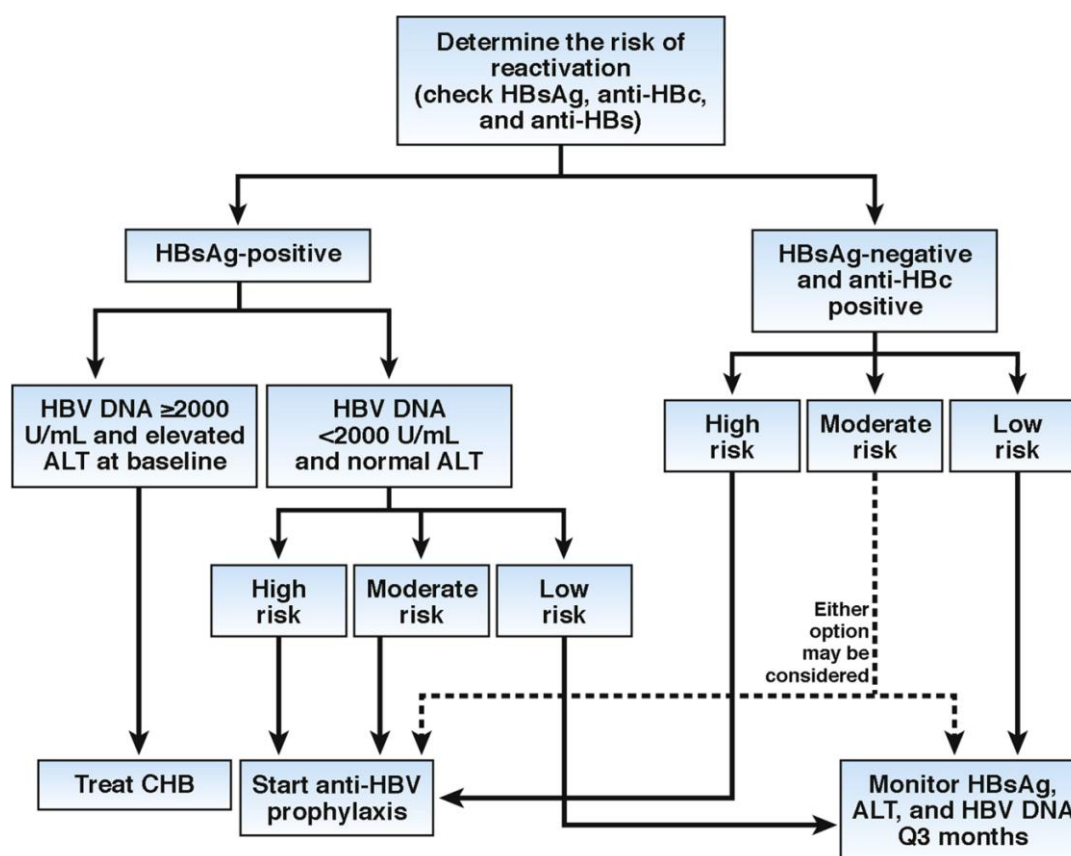 Determine the risk of
reactivation
(check HBsAg, anti-HBc,
and anti-HBs)
HBsAg-positive
HBsAg-negative
and anti-HBc
positive
HBV DNA ≥2000
U/mL and elevated
ALT at baseline
HBV DNA
<2000 U/mL
and normal ALT
High
risk
Moderate
risk
Low
risk
High
risk
Moderate
risk
Low
risk
Either
option
may be
considered
Treat CHB
Start anti-HBV
prophylaxis
Monitor HBsAg,
ALT, and HBV DNA
Q3 months